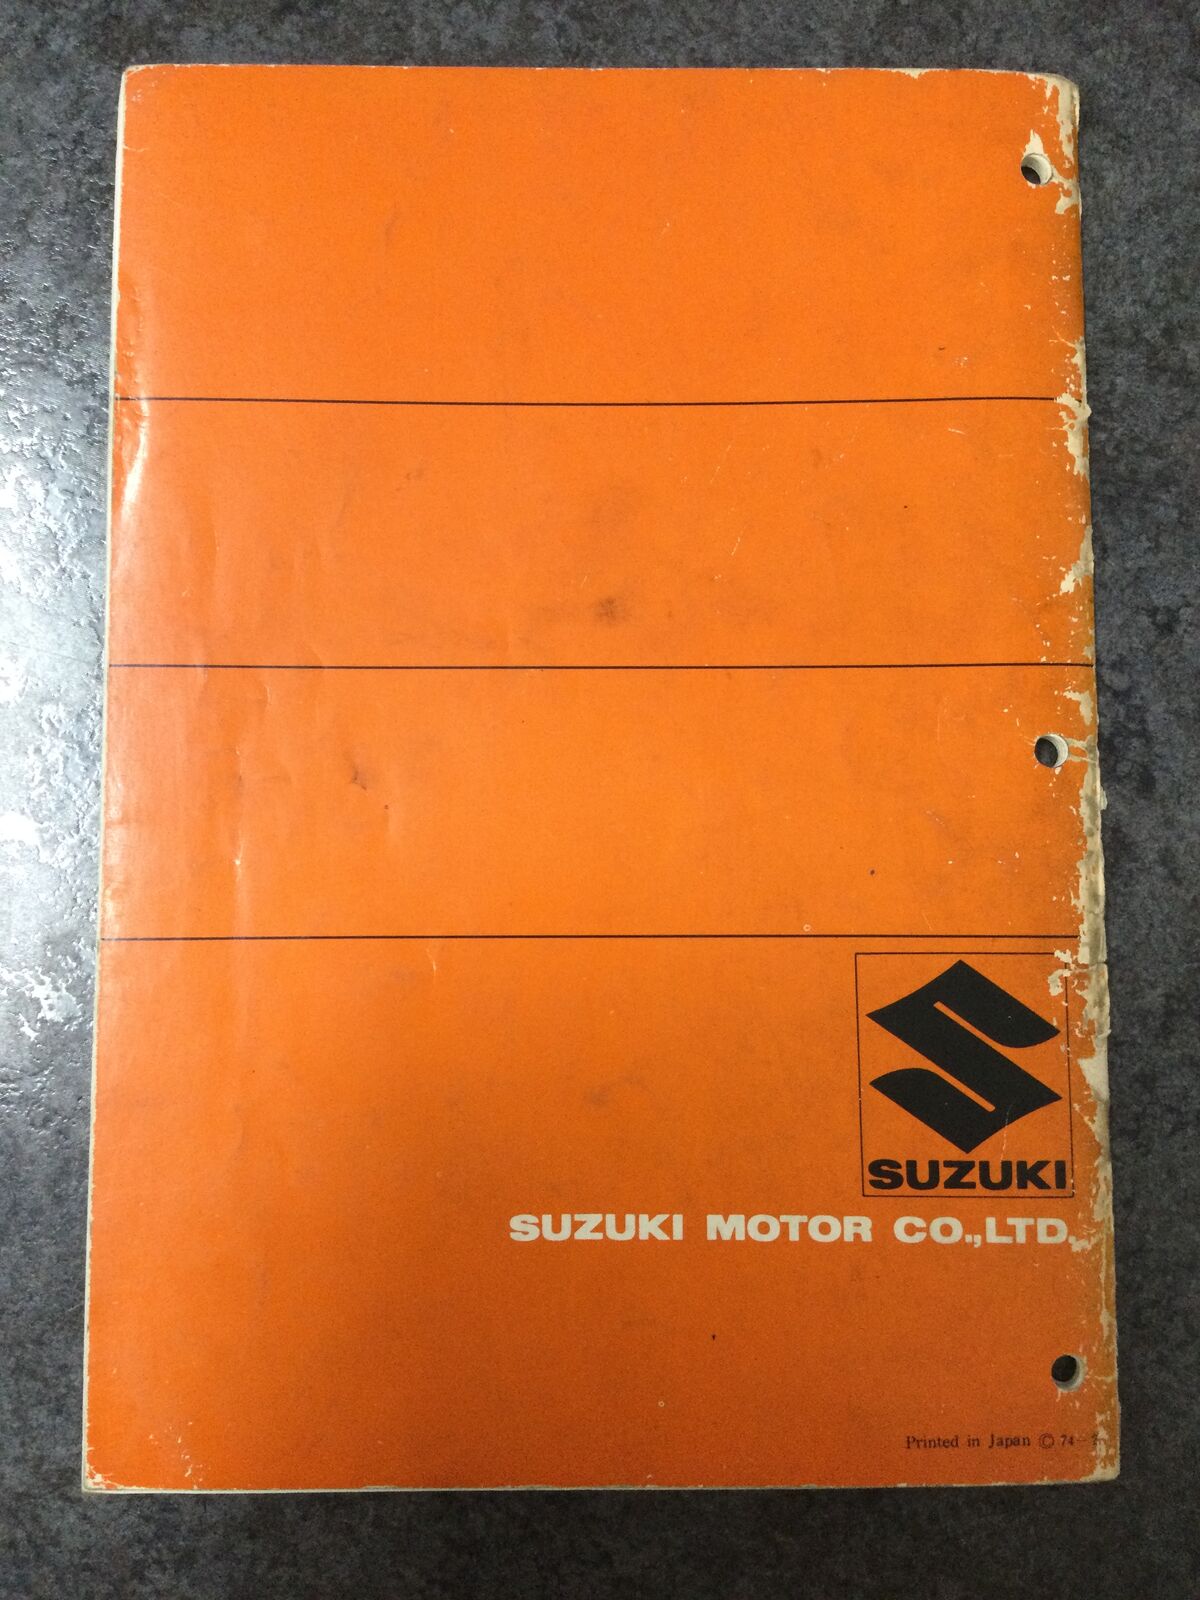 SUZUKI
SUZUKI MOTOR CO.,LTD.
Printed in Japan © 74-